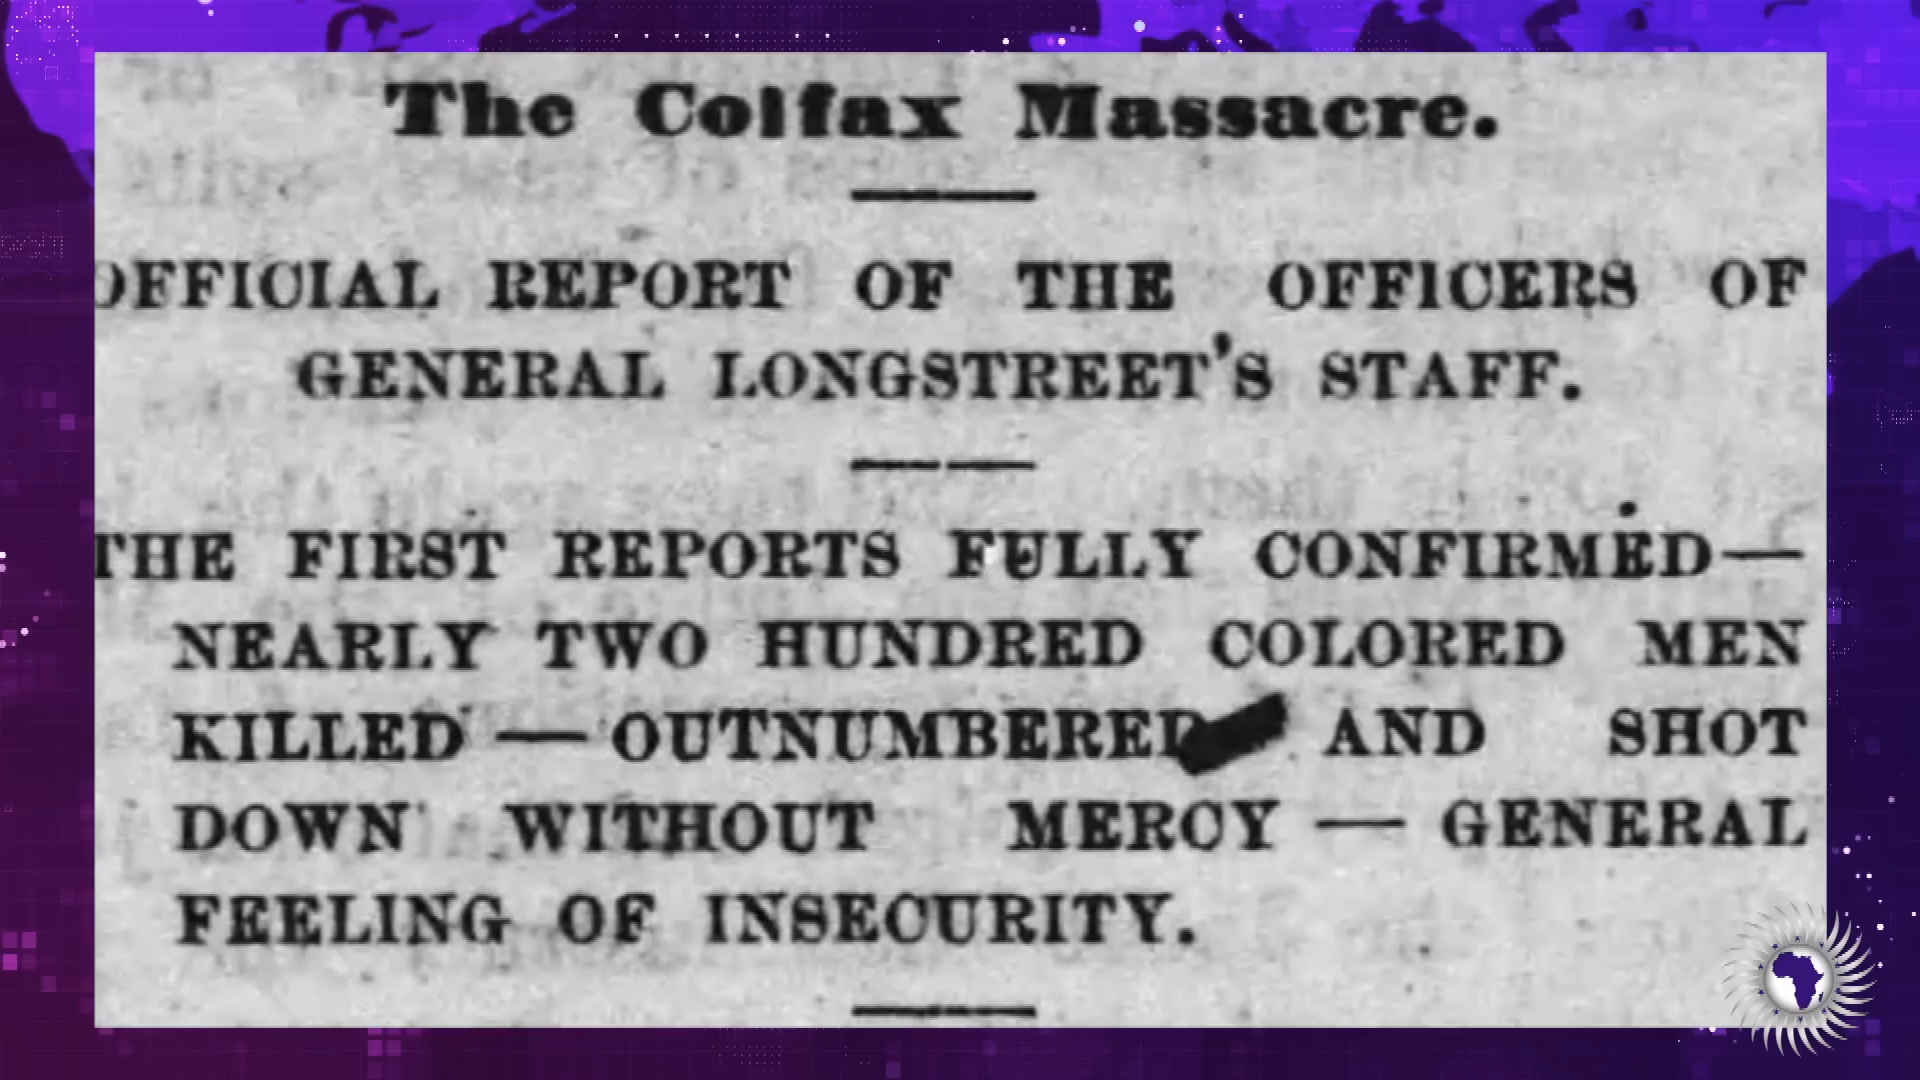 The Colfax Massacre.
OFFICIAL REPORT OF THE OFFICERS OF
GENERAL LONGSTREET'S STAFF.
THE FIRST REPORTS FULLY CONFIRMED—
NEARLY TWO HUNDRED COLORED MEN
KILLED — OUTNUMBERED AND SHOT
DOWN WITHOUT MERCY — GENERAL
FEELING OF INSECURITY.